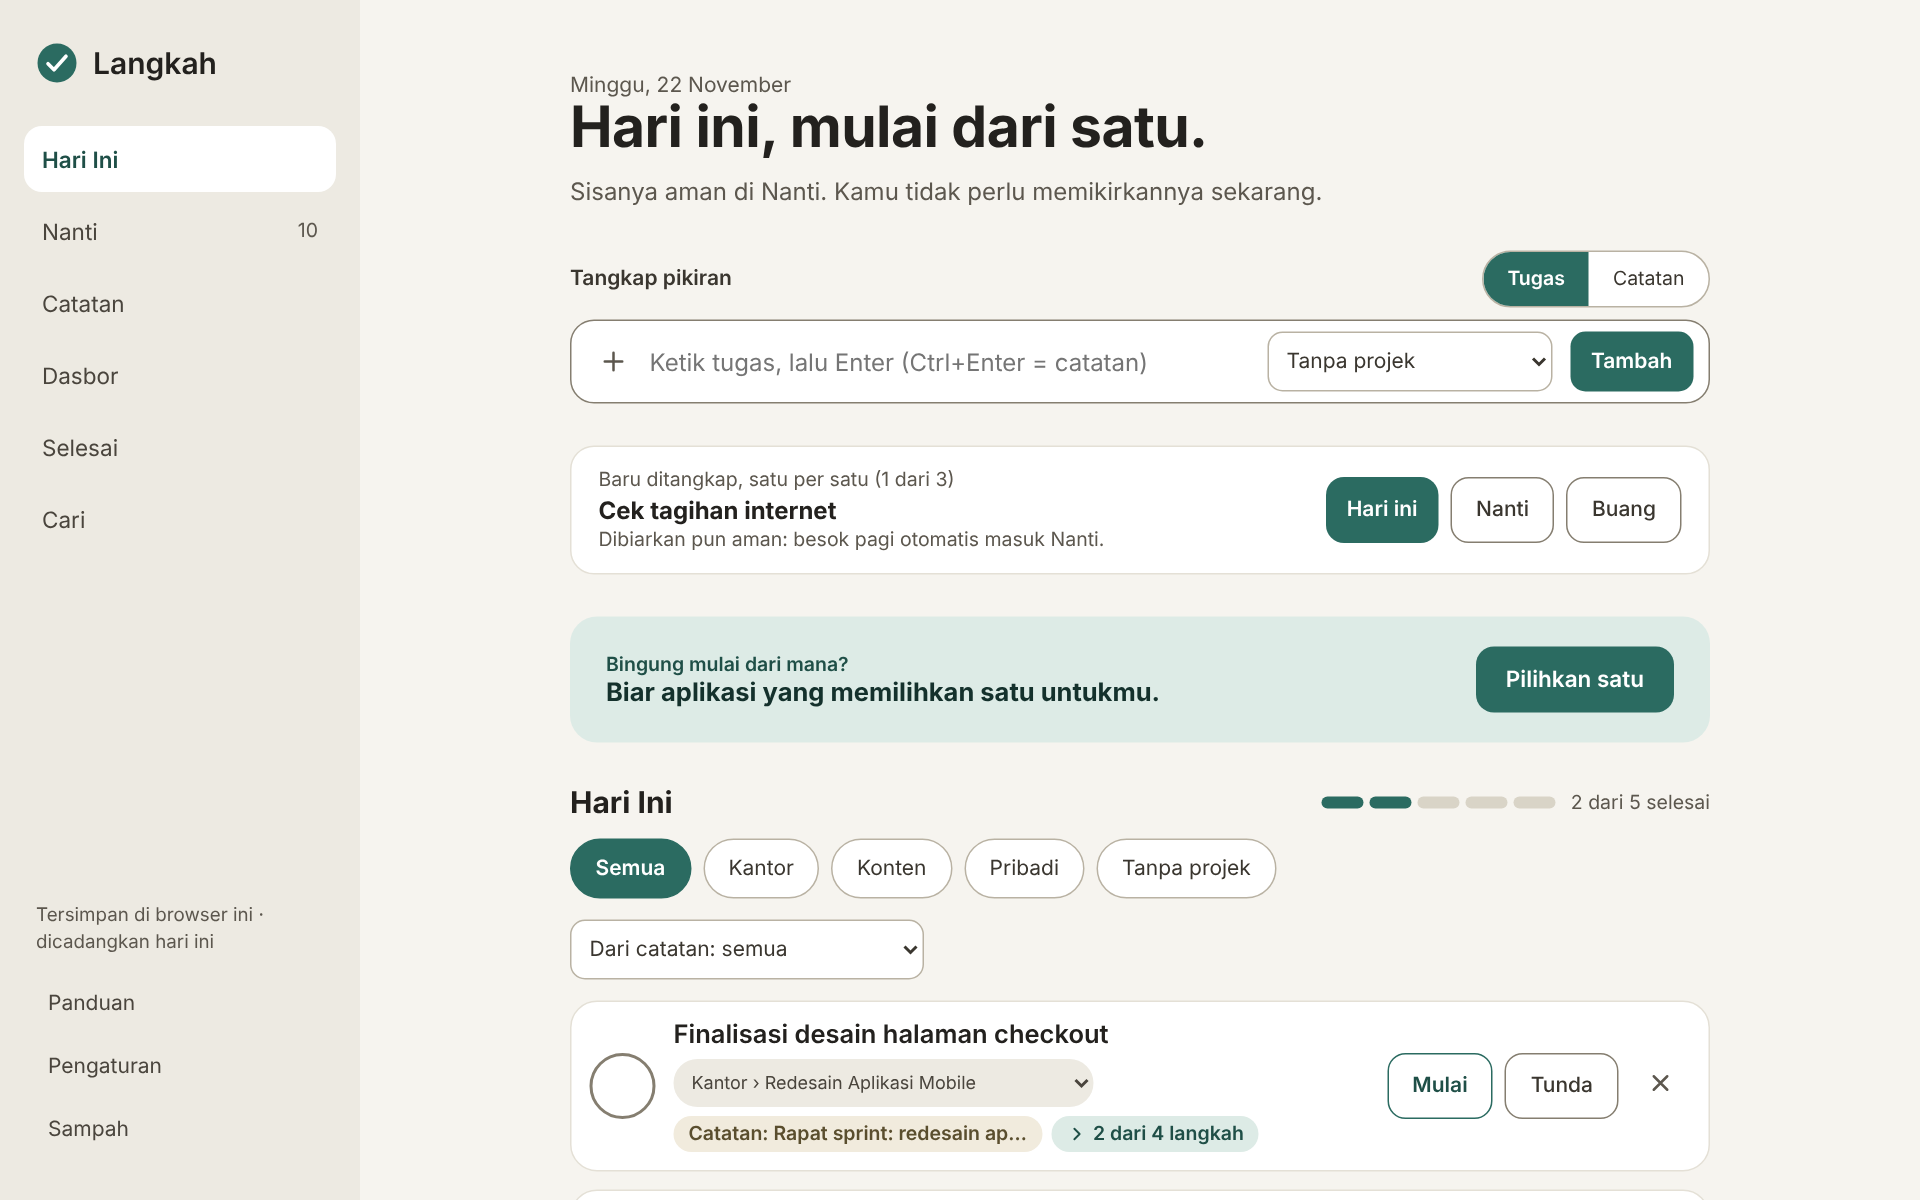 Langkah
Hari Ini
Nanti 10
Catatan
Dasbor
Selesai
Cari
Tersimpan di browser ini ·
dicadangkan hari ini
Panduan
Pengaturan
Sampah
Minggu, 22 November
Hari ini, mulai dari satu.
Sisanya aman di Nanti. Kamu tidak perlu memikirkannya sekarang.
Tangkap pikiran
Tugas Catatan
Ketik tugas, lalu Enter (Ctrl+Enter = catatan)
Tanpa projek
Tambah
Baru ditangkap, satu per satu (1 dari 3)
Cek tagihan internet
Dibiarkan pun aman: besok pagi otomatis masuk Nanti.
Hari ini Nanti Buang
Bingung mulai dari mana?
Biar aplikasi yang memilihkan satu untukmu.
Pilihkan satu
Hari Ini
2 dari 5 selesai
Semua Kantor Konten Pribadi Tanpa projek
Dari catatan: semua
Finalisasi desain halaman checkout
Kantor › Redesain Aplikasi Mobile
Catatan: Rapat sprint: redesain ap...
2 dari 4 langkah
Mulai Tunda